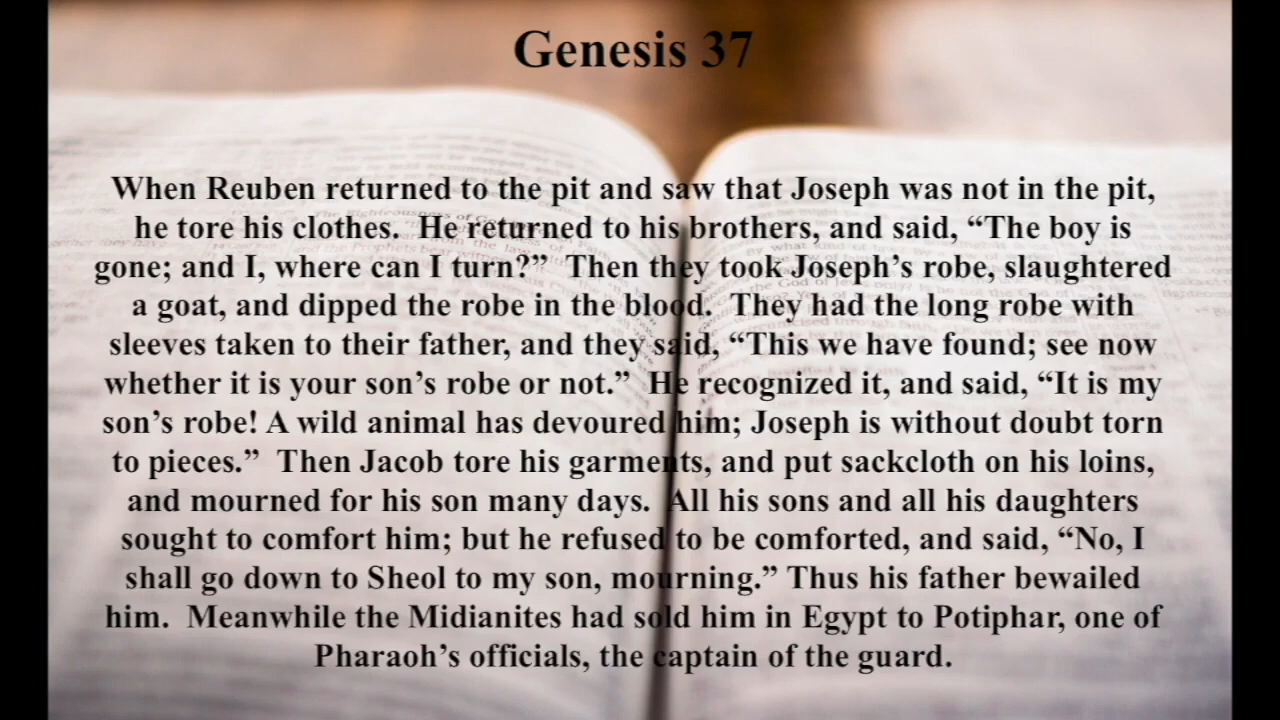 Genesis 37
When Reuben returned to the pit and saw that Joseph was not in the pit,
he tore his clothes.  He returned to his brothers, and said, “The boy is
gone; and I, where can I turn?”  Then they took Joseph’s robe, slaughtered
a goat, and dipped the robe in the blood.  They had the long robe with
sleeves taken to their father, and they said, “This we have found; see now
whether it is your son’s robe or not.”  He recognized it, and said, “It is my
son’s robe! A wild animal has devoured him; Joseph is without doubt torn
to pieces.”  Then Jacob tore his garments, and put sackcloth on his loins,
and mourned for his son many days.  All his sons and all his daughters
sought to comfort him; but he refused to be comforted, and said, “No, I
shall go down to Sheol to my son, mourning.” Thus his father bewailed
him.  Meanwhile the Midianites had sold him in Egypt to Potiphar, one of
Pharaoh’s officials, the captain of the guard.